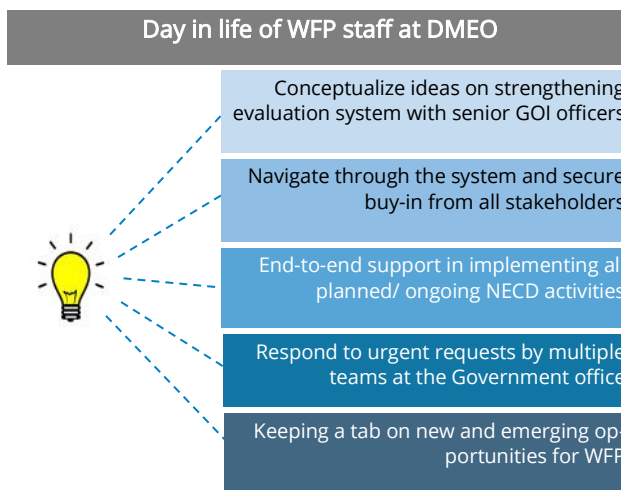 Day in life of WFP staff at DMEO
Conceptualize ideas on strengthening
evaluation system with senior GOI officers
Navigate through the system and secure
buy-in from all stakeholders
End-to-end support in implementing all
planned/ ongoing NECD activities
Respond to urgent requests by multiple
teams at the Government office
Keeping a tab on new and emerging op-
portunities for WFP